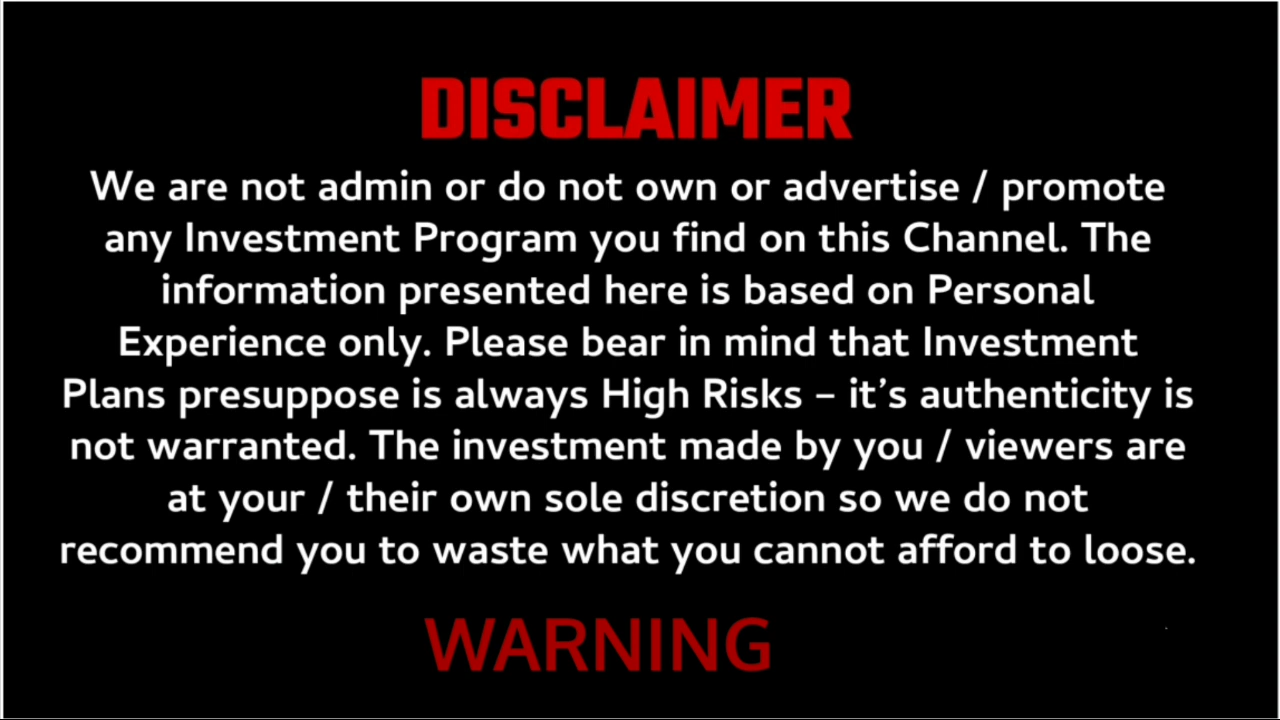 DISCLAIMER
We are not admin or do not own or advertise / promote
any Investment Program you find on this Channel. The
information presented here is based on Personal
Experience only. Please bear in mind that Investment
Plans presuppose is always High Risks – it’s authenticity is
not warranted. The investment made by you / viewers are
at your / their own sole discretion so we do not
recommend you to waste what you cannot afford to loose.
WARNING